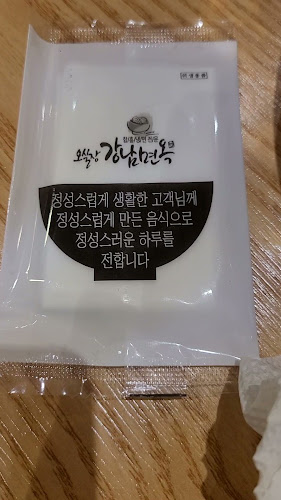 오장동 강남면옥
정성스럽게 생활한 고객님께
정성스럽게 만든 음식으로
정성스러운 하루를
전합니다